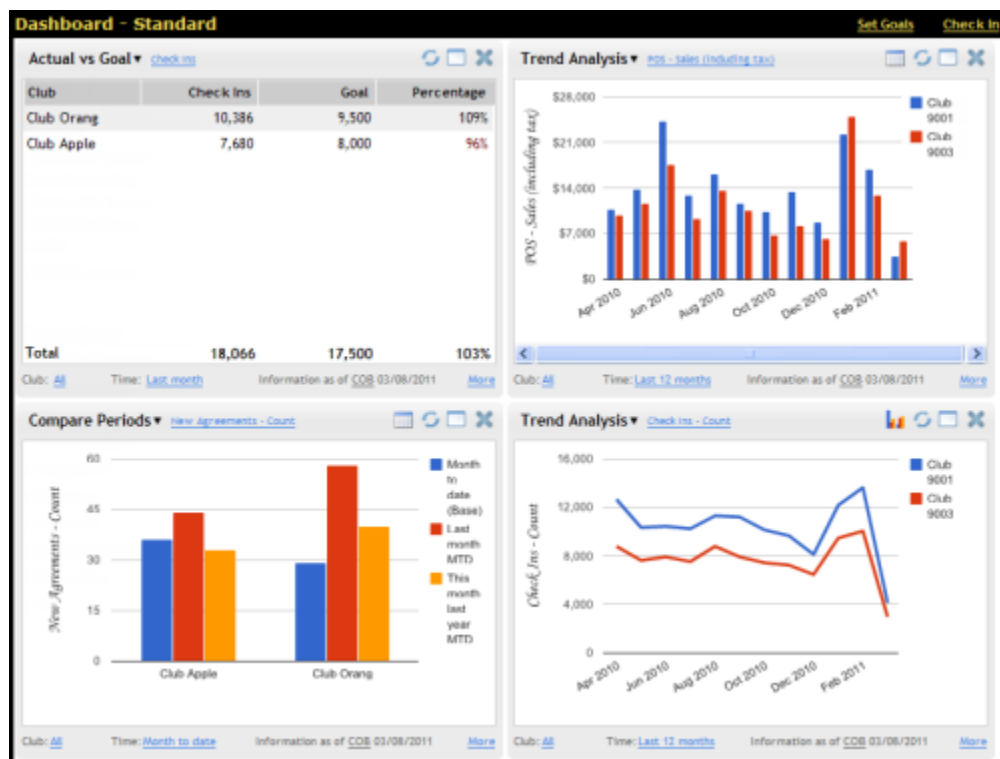 Dashboard - Standard
Set Goals Check In
Actual vs Goal▾ Check Ins
Club Check Ins Goal Percentage
Club Orang 10,386 9,500 109%
Club Apple 7,680 8,000 96%
Total 18,066 17,500 103%
Club: All Time: Last month Information as of COB 03/08/2011 More
Trend Analysis▾ POS - Sales (including tax)
POS - Sales (including tax)
$28,000
$21,000
$14,000
$7,000
$0
Apr 2010 Jun 2010 Aug 2010 Oct 2010 Dec 2010 Feb 2011
Club
9001
Club
9003
Club: All Time: Last 12 months Information as of COB 03/08/2011 More
Compare Periods▾ New Agreements - Count
New Agreements - Count
60
45
30
15
0
Club Apple Club Orang
Month
to
date
(Base)
Last
month
MTD
This
month
last
year
MTD
Club: All Time: Month to date Information as of COB 03/08/2011 More
Trend Analysis▾ Check Ins - Count
Check Ins - Count
16,000
12,000
8,000
4,000
0
Apr 2010 Jun 2010 Aug 2010 Oct 2010 Dec 2010 Feb 2011
Club
9001
Club
9003
Club: All Time: Last 12 months Information as of COB 03/08/2011 More